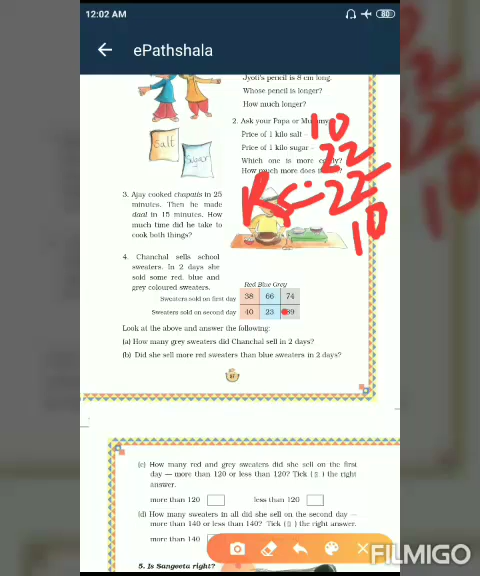 12:02 AM
80
ePathshala
Jyoti's pencil is 8 cm long.
Whose pencil is longer?
How much longer?
Salt
Sugar
2. Ask your Papa or Mummy
Price of 1 kilo salt – 10
Price of 1 kilo sugar – 22
Which one is more costly?
How much more does
22
10
3. Ajay cooked chapatis in 25
minutes. Then he made
daal in 15 minutes. How
much time did he take to
cook both things?
4. Chanchal sells school
sweaters. In 2 days she
sold some red, blue and
grey coloured sweaters.
Red Blue Grey
Sweaters sold on first day 38 66 74
Sweaters sold on second day 40 23 39
Look at the above and answer the following:
(a) How many grey sweaters did Chanchal sell in 2 days?
(b) Did she sell more red sweaters than blue sweaters in 2 days?
(c) How many red and grey sweaters did she sell on the first
day — more than 120 or less than 120? Tick ( ) the right
answer.
more than 120 less than 120
(d) How many sweaters in all did she sell on the second day —
more than 140 or less than 140? Tick ( ) the right answer.
more than 140
5. Is Sangeeta right?
FILMIGO